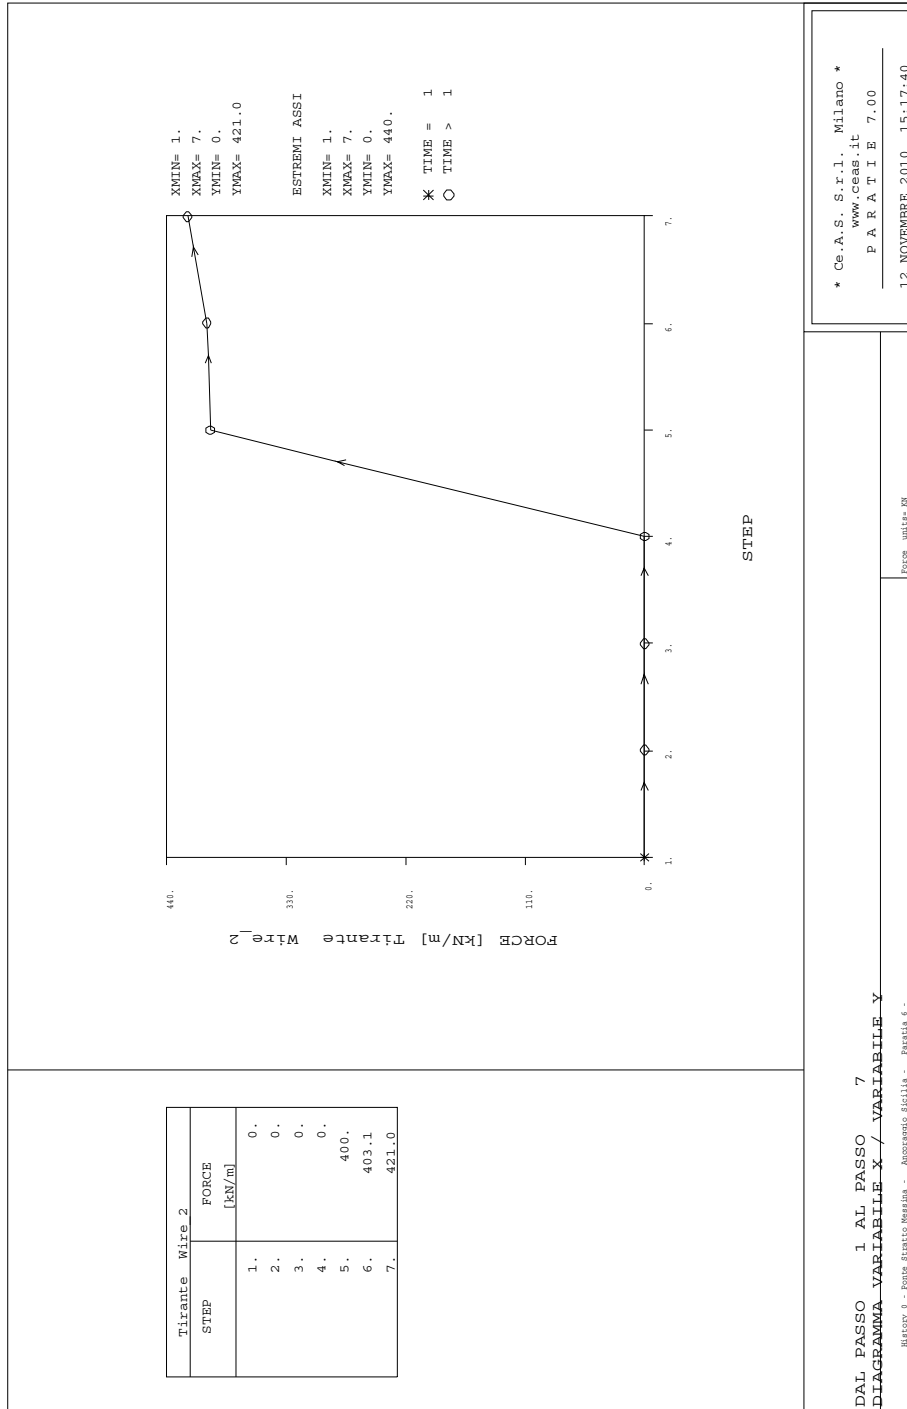 Tirante Wire_2
STEP FORCE
[kN/m]
1. 0.
2. 0.
3. 0.
4. 0.
5. 400.
6. 403.1
7. 421.0
FORCE [kN/m] Tirante Wire_2
440.
330.
220.
110.
0.
1. 2. 3. 4. 5. 6. 7.
STEP
XMIN= 1.
XMAX= 7.
YMIN= 0.
YMAX= 421.0
ESTREMI ASSI
XMIN= 1.
XMAX= 7.
YMIN= 0.
YMAX= 440.
TIME = 1
TIME > 1
DAL PASSO 1 AL PASSO 7
DIAGRAMMA VARIABILE X / VARIABILE Y
History 0 - Ponte Stratto Messina - Ancoraggio Sicilia - Paratia 6 -
Force units= KN
* Ce.A.S. S.r.l. Milano *
www.ceas.it
P A R A T I E 7.00
12 NOVEMBRE 2010 15:17:40